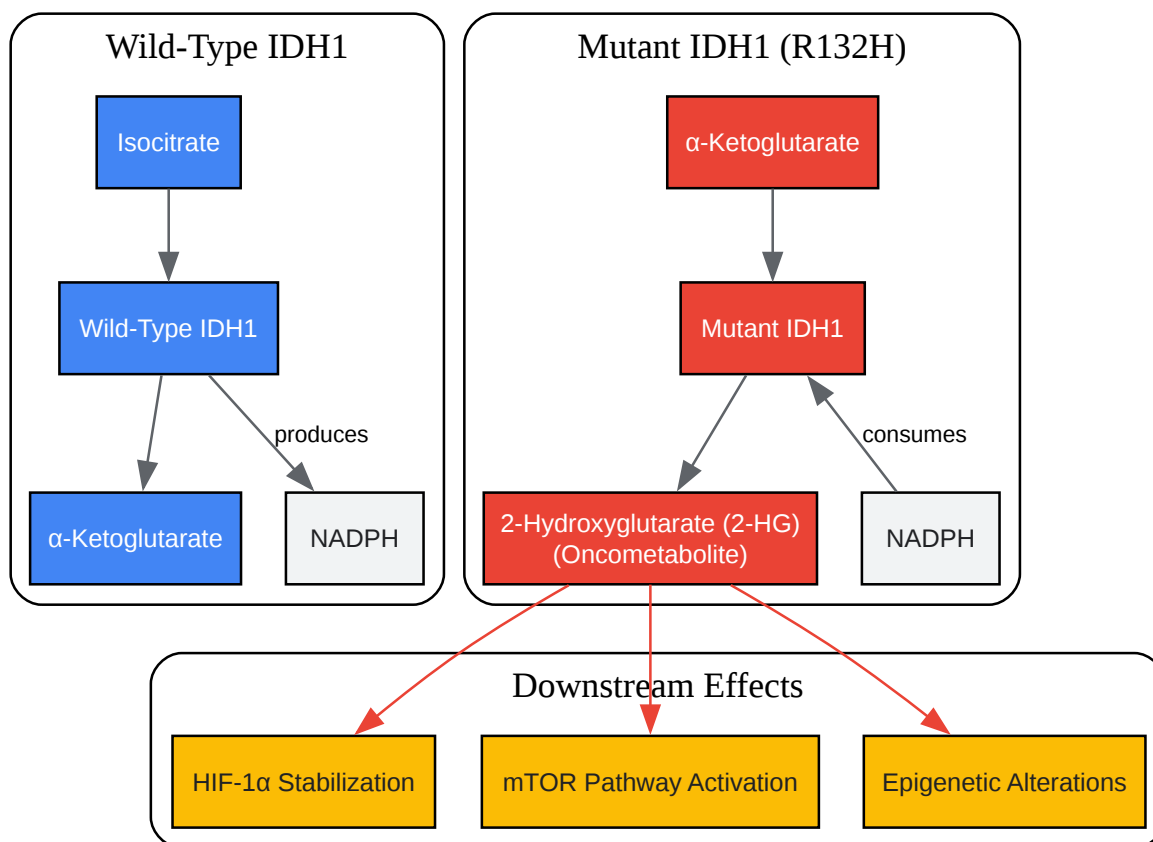 Wild-Type IDH1
Isocitrate
Wild-Type IDH1
produces
α-Ketoglutarate
NADPH
Mutant IDH1 (R132H)
α-Ketoglutarate
Mutant IDH1
consumes
2-Hydroxyglutarate (2-HG)
(Oncometabolite)
NADPH
Downstream Effects
HIF-1α Stabilization
mTOR Pathway Activation
Epigenetic Alterations